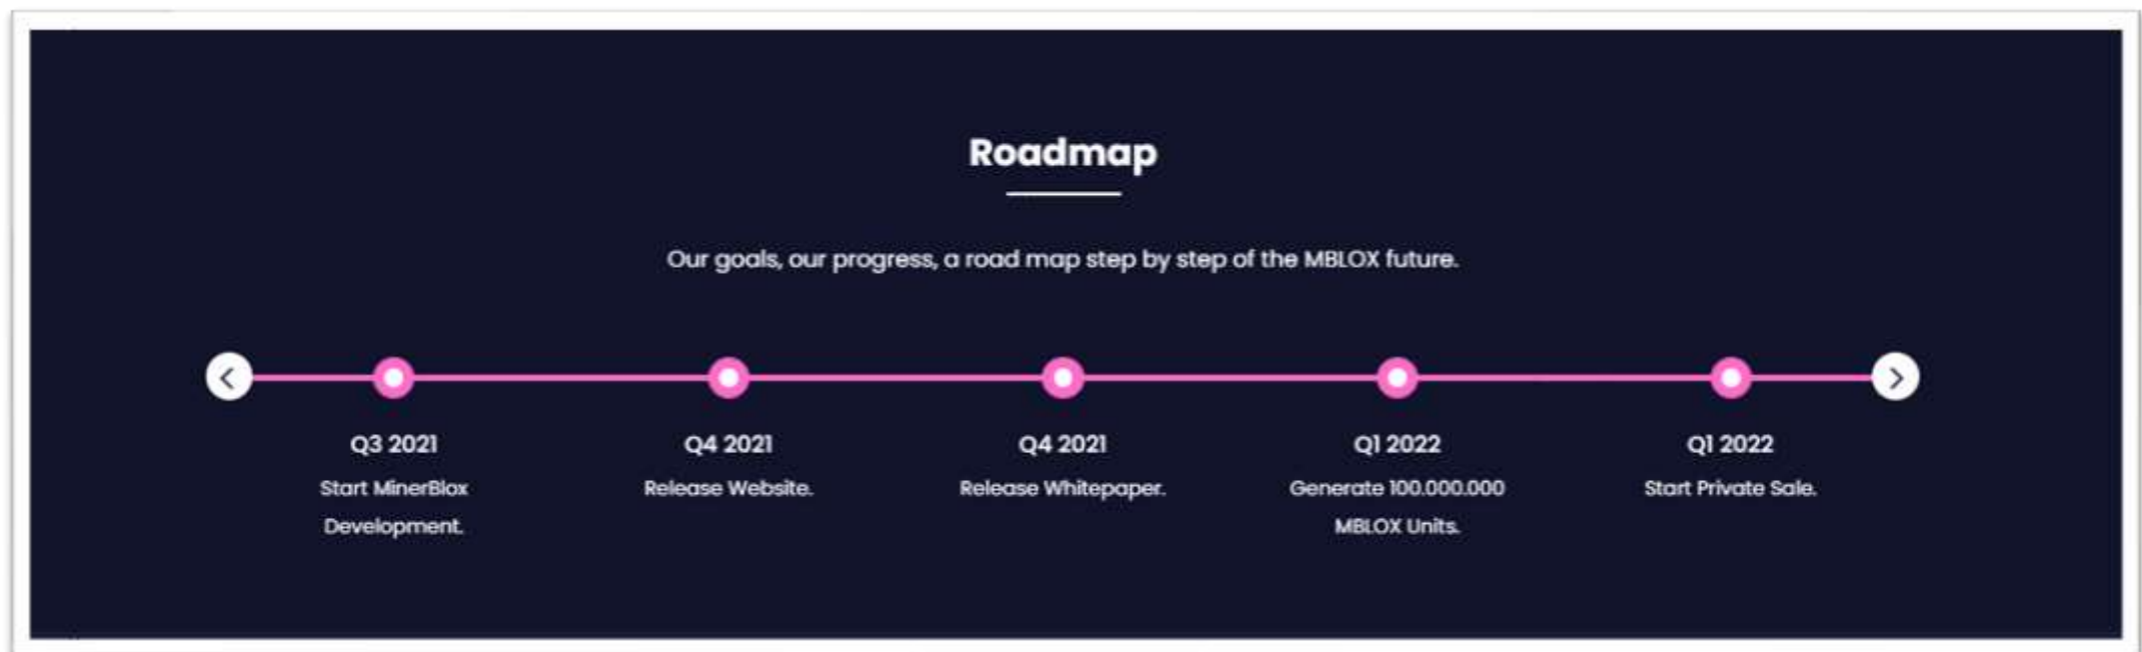 Roadmap
Our goals, our progress, a road map step by step of the MBLOX future.
Q3 2021
Start MinerBlox
Development.
Q4 2021
Release Website.
Q4 2021
Release Whitepaper.
Q1 2022
Generate 100.000.000
MBLOX Units.
Q1 2022
Start Private Sale.